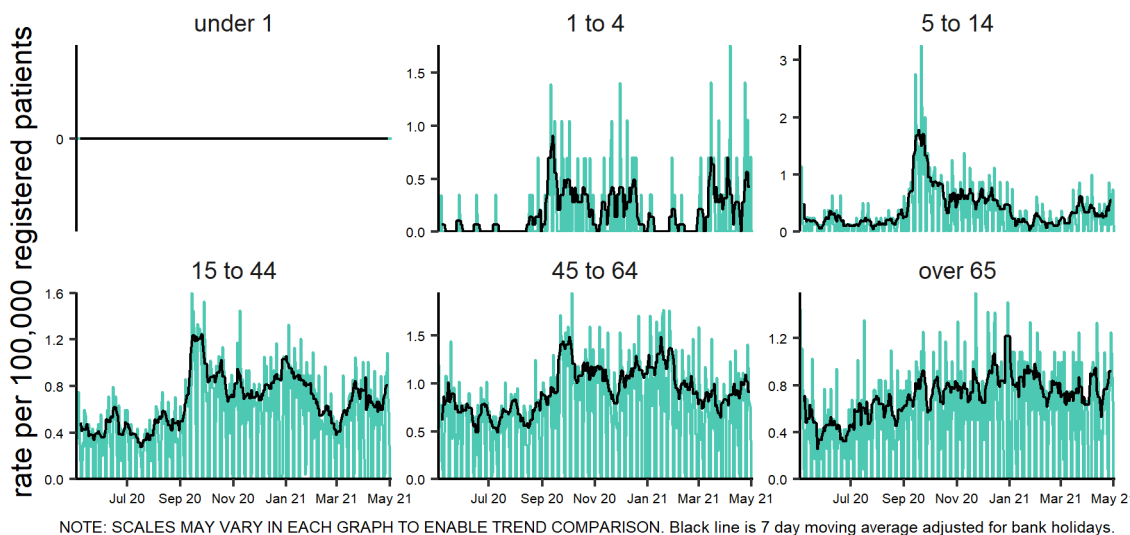 rate per 100,000 registered patients
under 1
1 to 4
5 to 14
0
1.5
1.0
0.5
0.0
3
2
1
0
15 to 44
45 to 64
over 65
1.6
1.2
0.8
0.4
0.0
1.5
1.0
0.5
0.0
1.2
0.8
0.4
0.0
Jul 20 Sep 20 Nov 20 Jan 21 Mar 21 May 21
Jul 20 Sep 20 Nov 20 Jan 21 Mar 21 May 21
Jul 20 Sep 20 Nov 20 Jan 21 Mar 21 May 21
NOTE: SCALES MAY VARY IN EACH GRAPH TO ENABLE TREND COMPARISON. Black line is 7 day moving average adjusted for bank holidays.